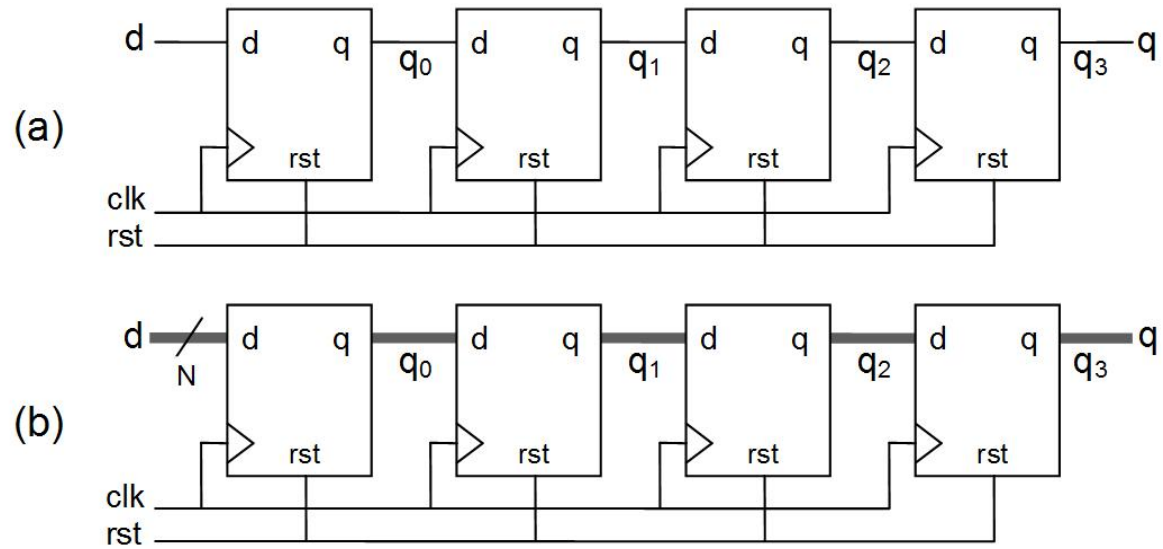 d d q q₀ d q q₁ d q q₂ d q q₃ q
(a)
rst rst rst rst
clk
rst
d N d q q₀ d q q₁ d q q₂ d q q₃ q
(b)
rst rst rst rst
clk
rst